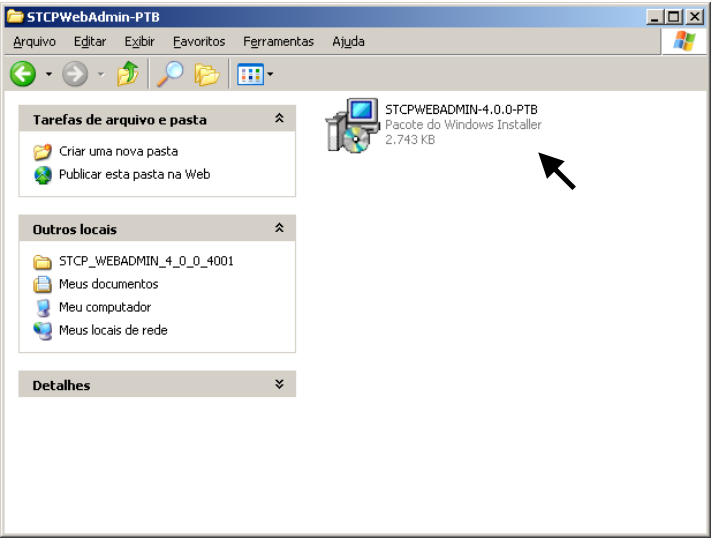 STCPWebAdmin-PTB
Arquivo Editar Exibir Favoritos Ferramentas Ajuda
Tarefas de arquivo e pasta
Criar uma nova pasta
Publicar esta pasta na Web
Outros locais
STCP_WEBADMIN_4_0_0_4001
Meus documentos
Meu computador
Meus locais de rede
Detalhes
STCPWEBADMIN-4.0.0-PTB
Pacote do Windows Installer
2.743 KB